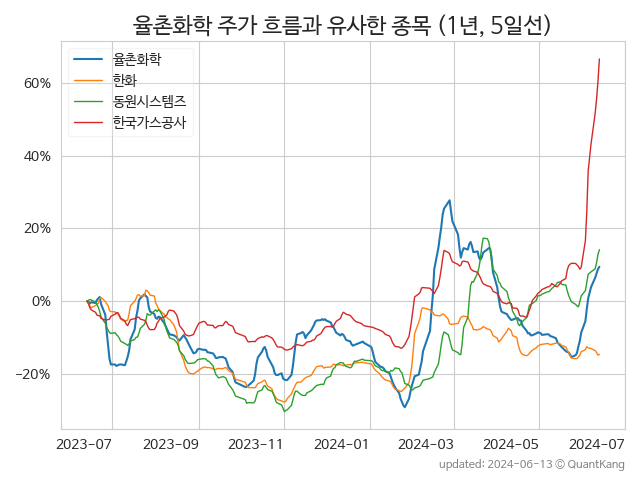 율촌화학 주가 흐름과 유사한 종목 (1년, 5일선)
율촌화학
한화
동원시스템즈
한국가스공사
60%
40%
20%
0%
−20%
2023−07 2023−09 2023−11 2024−01 2024−03 2024−05 2024−07
updated: 2024-06-13 ⓒ QuantKang